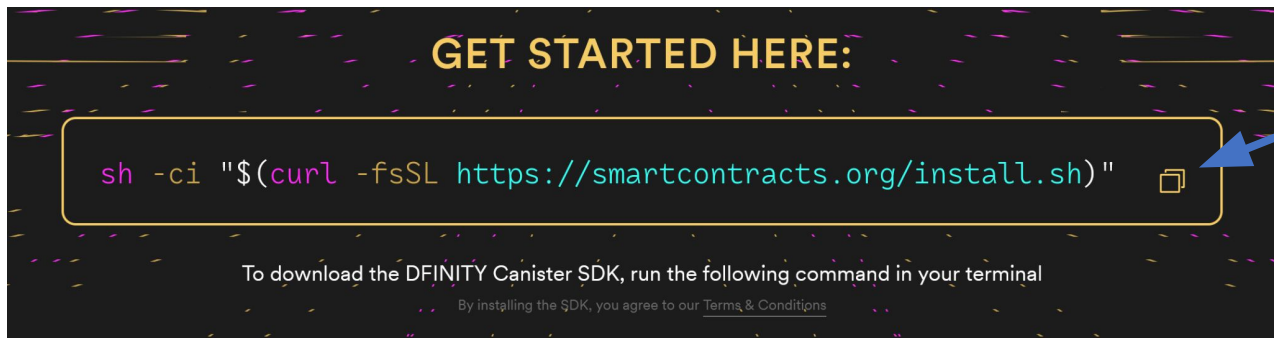 GET STARTED HERE:
sh -ci "$(curl -fsSL https://smartcontracts.org/install.sh)"
To download the DFINITY Canister SDK, run the following command in your terminal
By installing the SDK, you agree to our Terms & Conditions